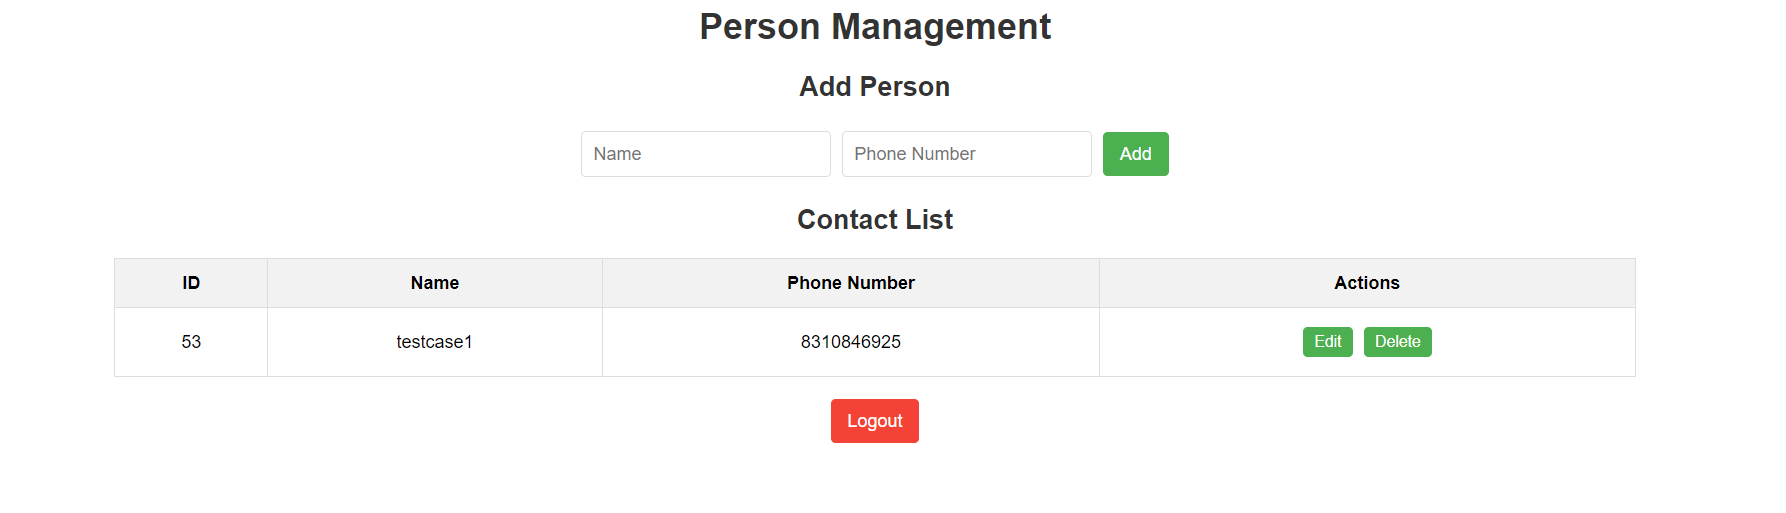 Person Management
Add Person
Name Phone Number Add
Contact List
ID Name Phone Number Actions
53 testcase1 8310846925 Edit Delete
Logout